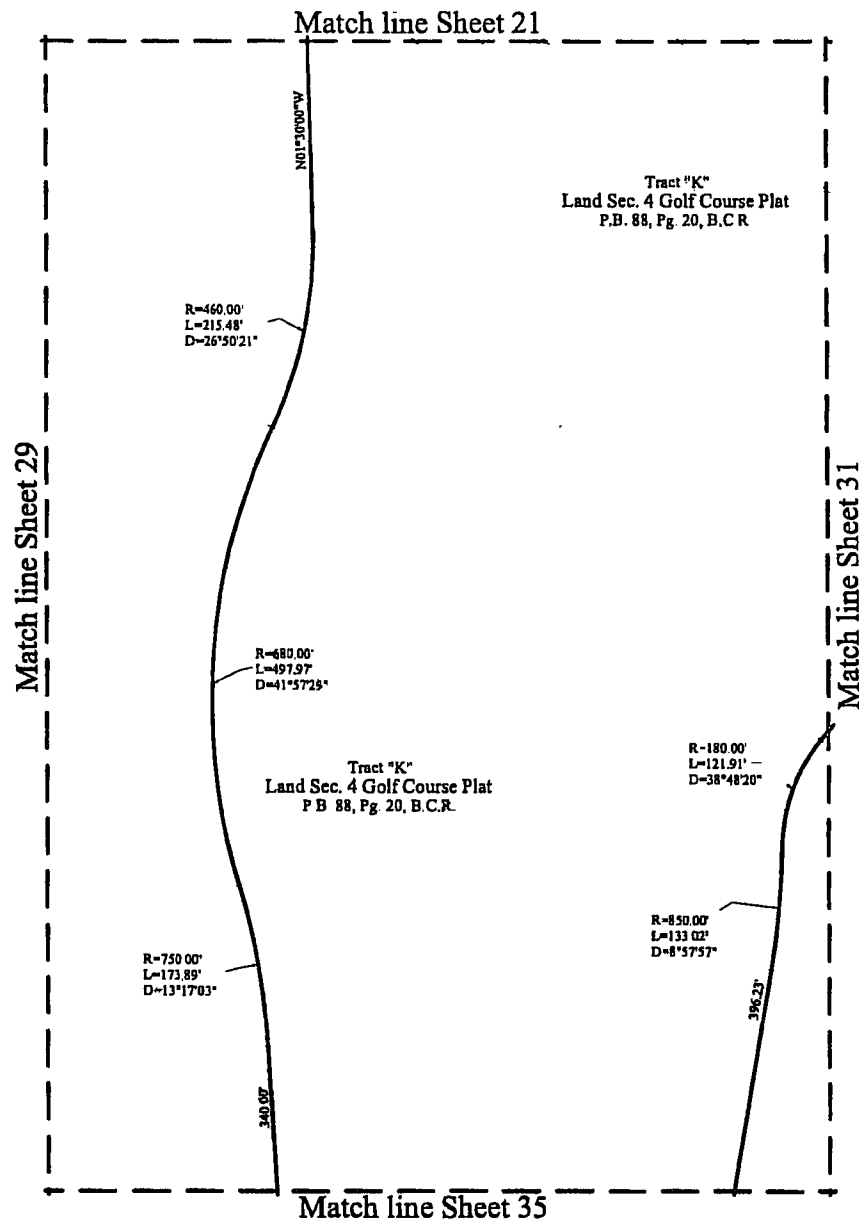 Match line Sheet 21
N01°30'00"W
Tract "K"
Land Sec. 4 Golf Course Plat
P.B. 88, Pg. 20, B.C R
R=460.00'
L=215.48'
D=26°50'21"
Match line Sheet 29
Match line Sheet 31
R=680.00'
L=497.97'
D=41°57'29"
R=180.00'
L=121.91'
D=38°48'20"
Tract "K"
Land Sec. 4 Golf Course Plat
P B 88, Pg. 20, B.C.R.
R=850.00'
L=133 02'
D=8°57'57"
R=750 00'
L=173.89'
D=13°17'03"
396.23'
340.00'
Match line Sheet 35